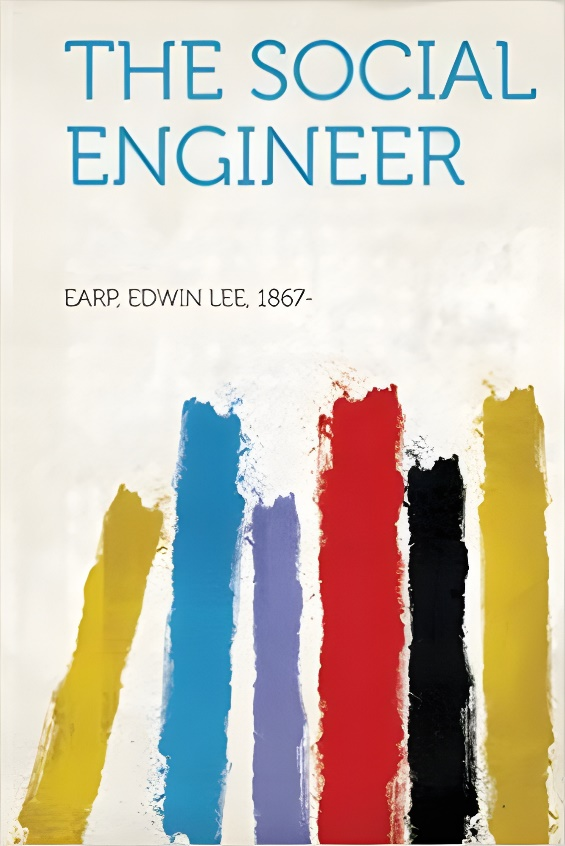 THE SOCIAL
ENGINEER
EARP, EDWIN LEE, 1867-